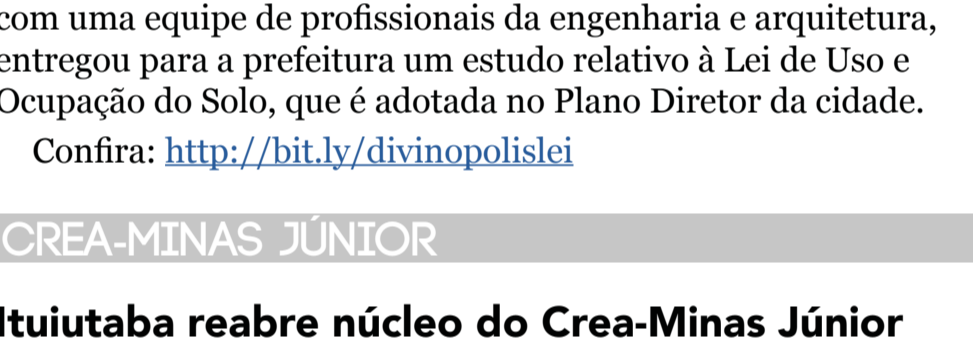 com uma equipe de profissionais da engenharia e arquitetura,
entregou para a prefeitura um estudo relativo à Lei de Uso e
Ocupação do Solo, que é adotada no Plano Diretor da cidade.
Confira: http://bit.ly/divinopolislei
CREA-MINAS JÚNIOR
Ituiutaba reabre núcleo do Crea-Minas Júnior